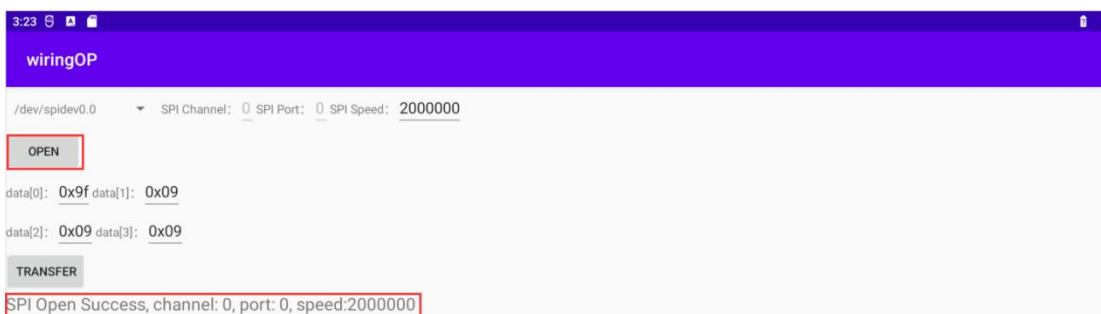 3:23
wiringOP
/dev/spidev0.0 SPI Channel: 0 SPI Port: 0 SPI Speed: 2000000
OPEN
data[0]: 0x9f data[1]: 0x09
data[2]: 0x09 data[3]: 0x09
TRANSFER
SPI Open Success, channel: 0, port: 0, speed:2000000